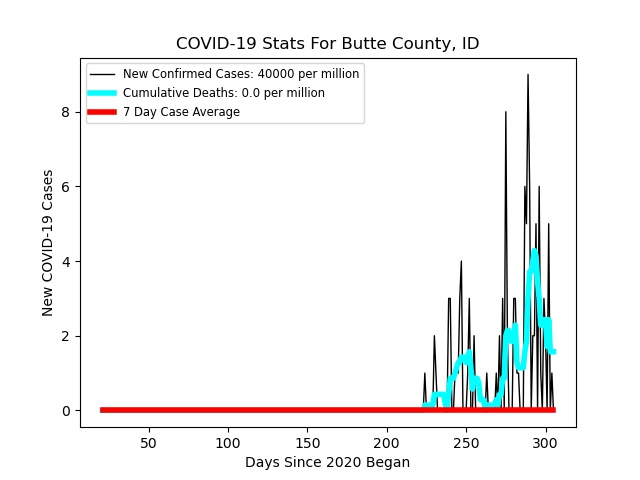 COVID-19 Stats For Butte County, ID
New Confirmed Cases: 40000 per million
Cumulative Deaths: 0.0 per million
7 Day Case Average
New COVID-19 Cases
8
6
4
2
0
50 100 150 200 250 300
Days Since 2020 Began